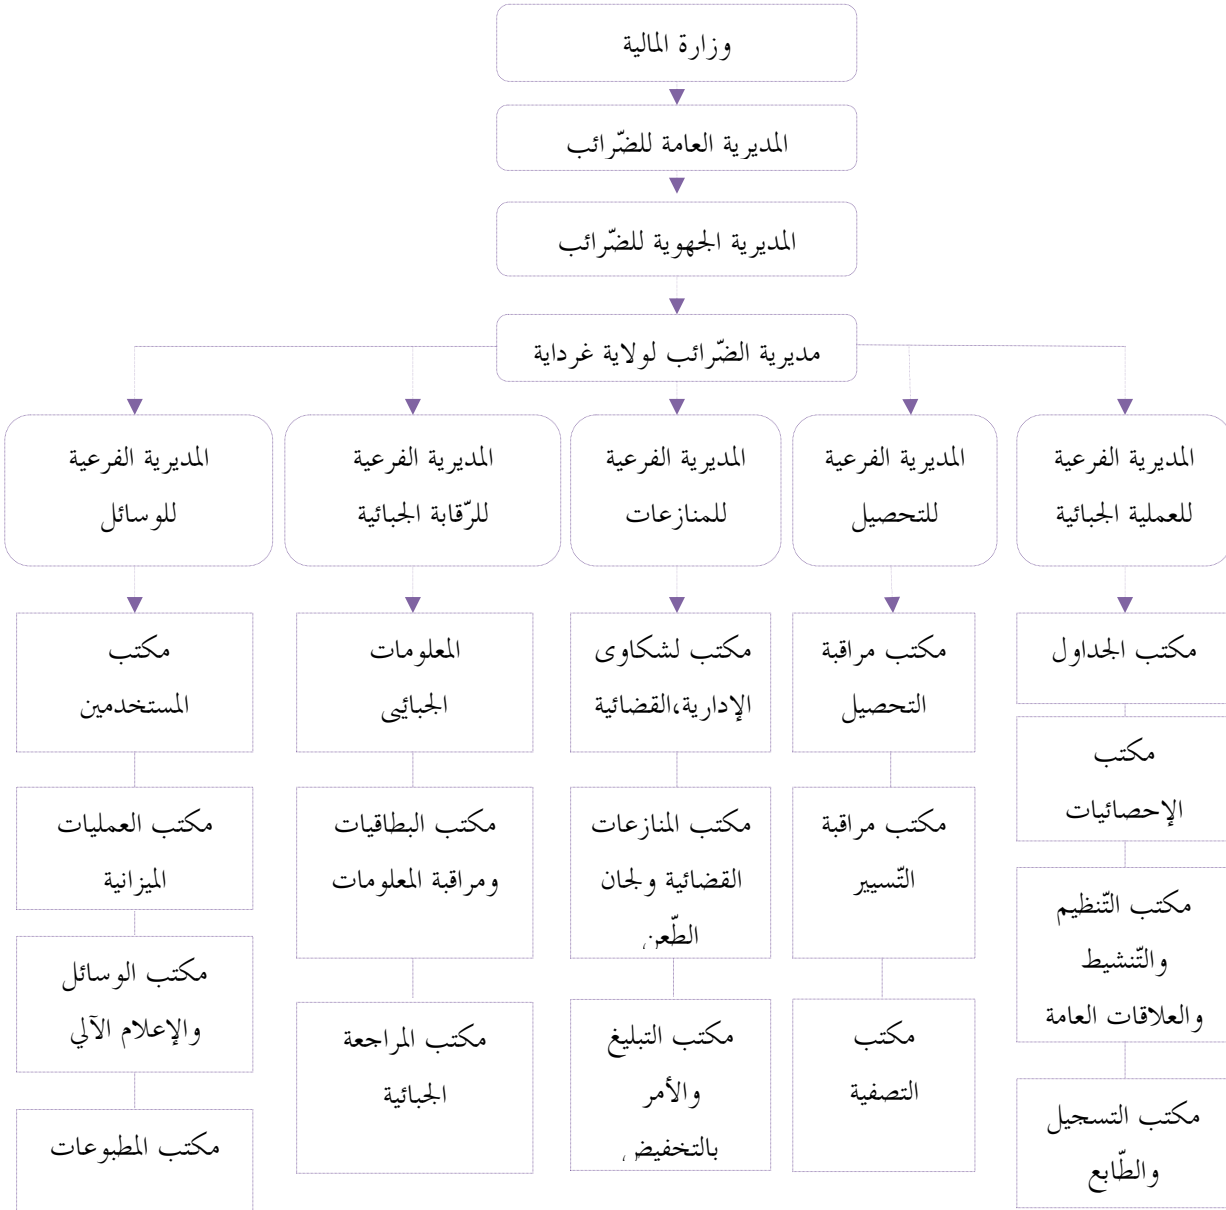 وزارة المالية
المديرية العامة للضّرائب
المديرية الجهوية للضّرائب
مديرية الضّرائب لولاية غرداية
المديرية الفرعية
للعملية الجبائية
المديرية الفرعية
للتحصيل
المديرية الفرعية
للمنازعات
المديرية الفرعية
للرّقابة الجبائية
المديرية الفرعية
للوسائل
مكتب الجداول
مكتب
الإحصائيات
مكتب التّنظيم
والتّنشيط
والعلاقات العامة
مكتب التسجيل
والطّابع
مكتب مراقبة
التحصيل
مكتب مراقبة
التّسيير
مكتب
التصفية
مكتب لشكاوى
الإدارية،القضائية
مكتب المنازعات
القضائية ولجان
الطّعن
مكتب التبليغ
والأمر
بالتخفيض
المعلومات
الجبائيى
مكتب البطاقيات
ومراقبة المعلومات
مكتب المراجعة
الجبائية
مكتب
المستخدمين
مكتب العمليات
الميزانية
مكتب الوسائل
والإعلام الآلي
مكتب المطبوعات